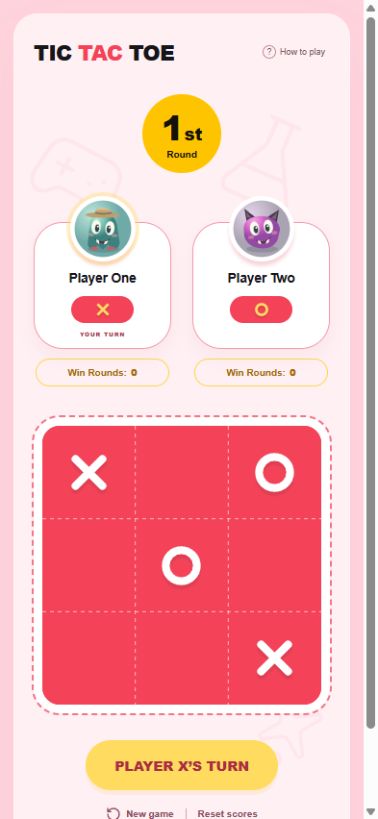 TIC TAC TOE
? How to play
1st
Round
Player One
Player Two
YOUR TURN
Win Rounds: 0
Win Rounds: 0
PLAYER X’S TURN
New game | Reset scores